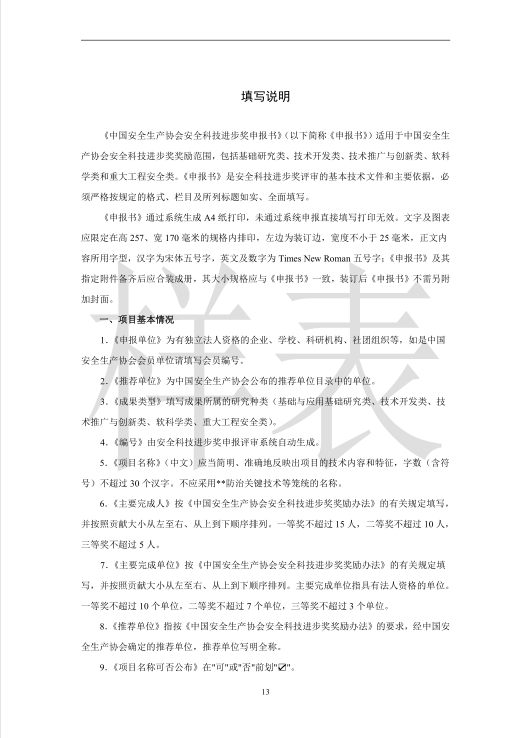 填写说明
《中国安全生产协会安全科技进步奖申报书》（以下简称《申报书》）适用于中国安全生
产协会安全科技进步奖奖励范围，包括基础研究类、技术开发类、技术推广与创新类、软科
学类和重大工程安全类。《申报书》是安全科技进步奖评审的基本技术文件和主要依据，必
须严格按规定的格式、栏目及所列标题如实、全面填写。
《申报书》通过系统生成 A4 纸打印，未通过系统申报直接填写打印无效。文字及图表
应限定在高 257、宽 170 毫米的规格内排印，左边为装订边，宽度不小于 25 毫米，正文内
容所用字型，汉字为宋体五号字，英文及数字为 Times New Roman 五号字；《申报书》及其
指定附件备齐后应合装成册，其大小规格应与《申报书》一致，装订后《申报书》不需另附
加封面。
一、项目基本情况
1．《申报单位》为有独立法人资格的企业、学校、科研机构、社团组织等，如是中国
安全生产协会会员单位请填写会员编号。
2．《推荐单位》为中国安全生产协会公布的推荐单位目录中的单位。
3．《成果类型》填写成果所属的研究种类（基础与应用基础研究类、技术开发类、技
术推广与创新类、软科学类、重大工程安全类）。
4．《编号》由安全科技进步奖申报评审系统自动生成。
5．《项目名称》（中文）应当简明、准确地反映出项目的技术内容和特征，字数（含符
号）不超过 30 个汉字。不应采用**防治关键技术等笼统的名称。
6．《主要完成人》按《中国安全生产协会安全科技进步奖奖励办法》的有关规定填写，
并按照贡献大小从左至右、从上到下顺序排列。一等奖不超过 15 人，二等奖不超过 10 人，
三等奖不超过 5 人。
7．《主要完成单位》按《中国安全生产协会安全科技进步奖奖励办法》的有关规定填
写，并按照贡献大小从左至右、从上到下顺序排列。主要完成单位指具有法人资格的单位。
一等奖不超过 10 个单位，二等奖不超过 7 个单位，三等奖不超过 3 个单位。
8．《推荐单位》指按《中国安全生产协会安全科技进步奖奖励办法》的要求，经中国安
全生产协会确定的推荐单位，推荐单位写明全称。
9．《项目名称可否公布》在"可"或"否"前划"☑"。
13
样表